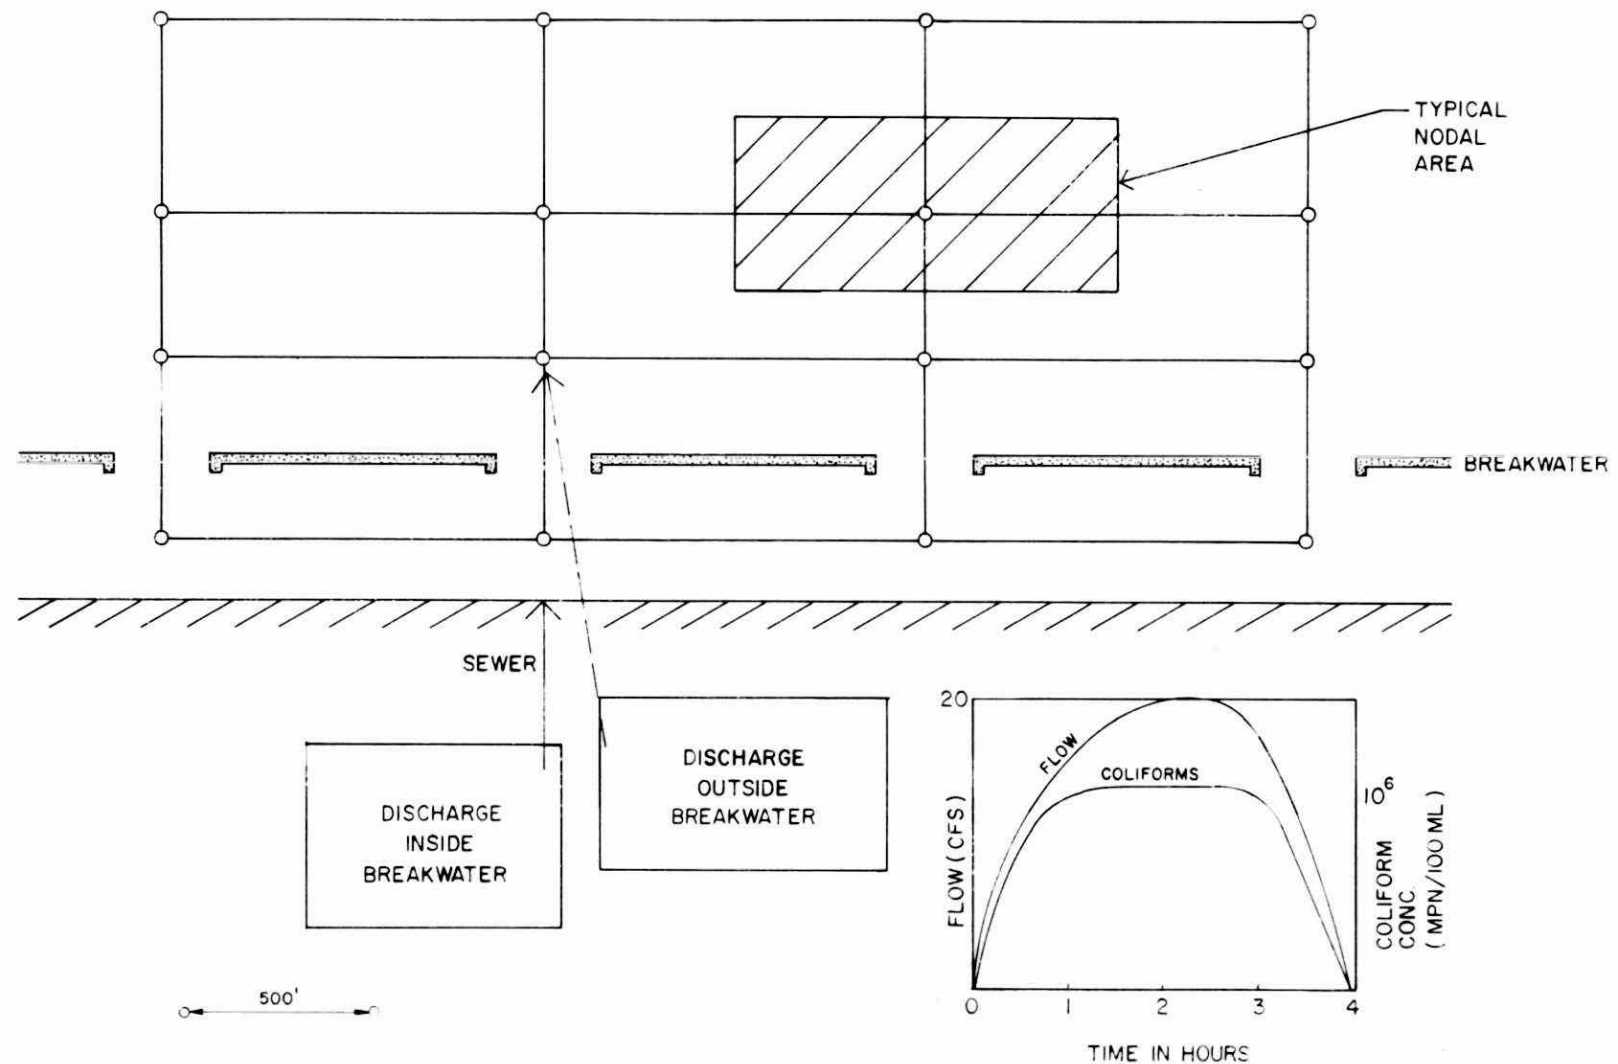 TYPICAL
NODAL
AREA
BREAKWATER
SEWER
DISCHARGE
INSIDE
BREAKWATER
DISCHARGE
OUTSIDE
BREAKWATER
500'
20
FLOW
COLIFORMS
FLOW (CFS)
10⁶
COLIFORM
CONC.
(MPN/100 ML)
0 1 2 3 4
TIME IN HOURS